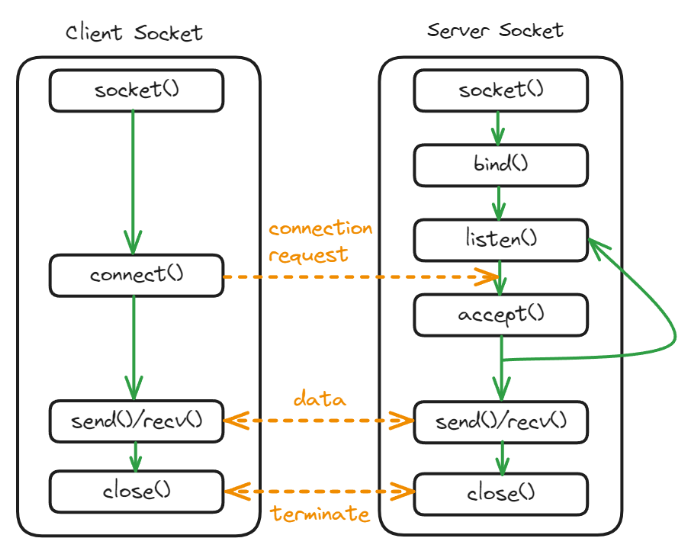 Client Socket
Server Socket
socket()
socket()
bind()
connection
request
listen()
connect()
accept()
data
send()/recv()
send()/recv()
close()
close()
terminate